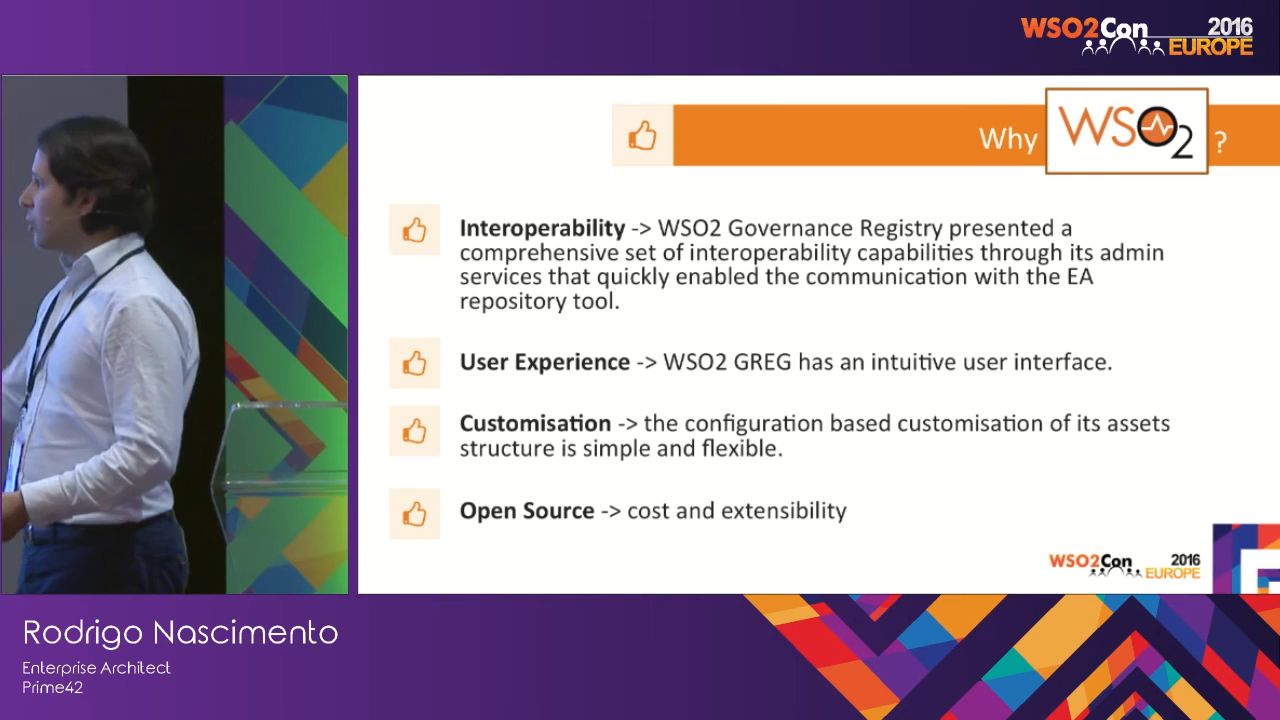 WSO2Con 2016
EUROPE
Why WSO2 ?
Interoperability -> WSO2 Governance Registry presented a
comprehensive set of interoperability capabilities through its admin
services that quickly enabled the communication with the EA
repository tool.
User Experience -> WSO2 GREG has an intuitive user interface.
Customisation -> the configuration based customisation of its assets
structure is simple and flexible.
Open Source -> cost and extensibility
WSO2Con 2016
EUROPE
Rodrigo Nascimento
Enterprise Architect
Prime42